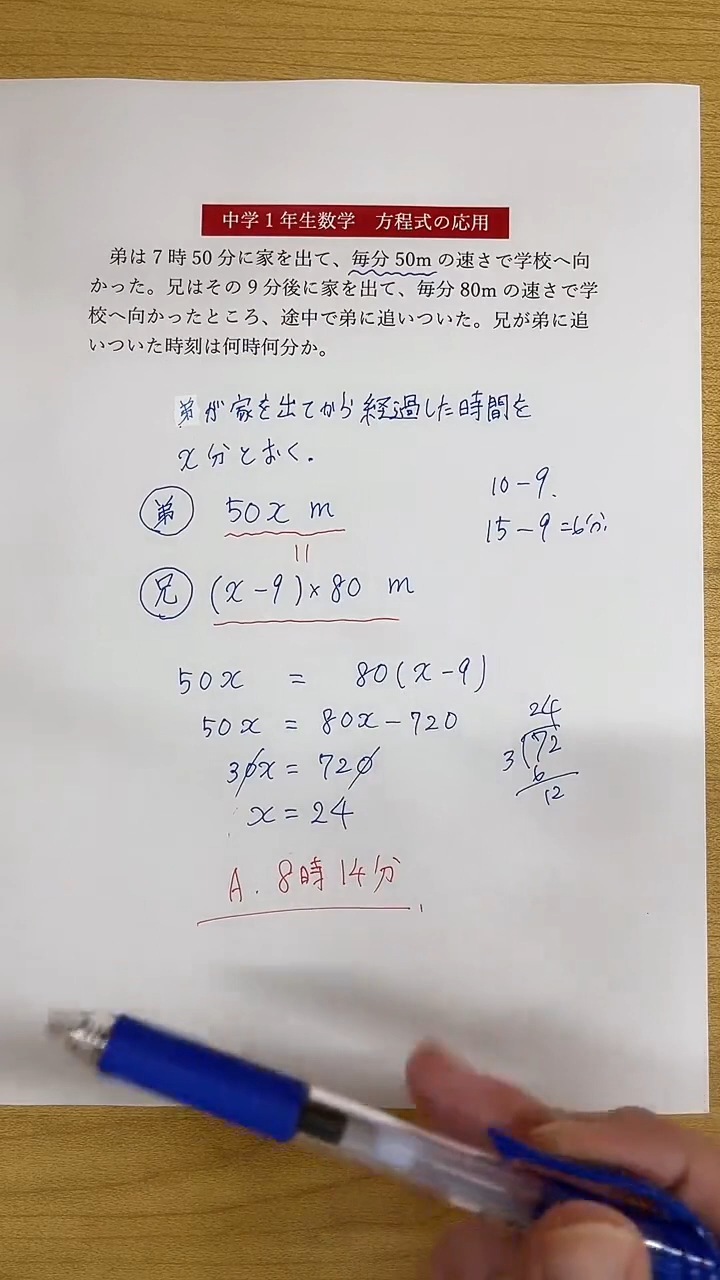 中学１年生数学　方程式の応用
弟は７時50分に家を出て、毎分50mの速さで学校へ向
かった。兄はその９分後に家を出て、毎分80mの速さで学
校へ向かったところ、途中で弟に追いついた。兄が弟に追
いついた時刻は何時何分か。
弟が家を出てから経過した時間を
x分とおく.
10-9.
弟 50x m
15-9=6分.
=
兄 (x-9)×80 m
50x = 80(x-9)
50x = 80x-720
30x = 720
x = 24
24
3)72
6
12
A. 8時14分